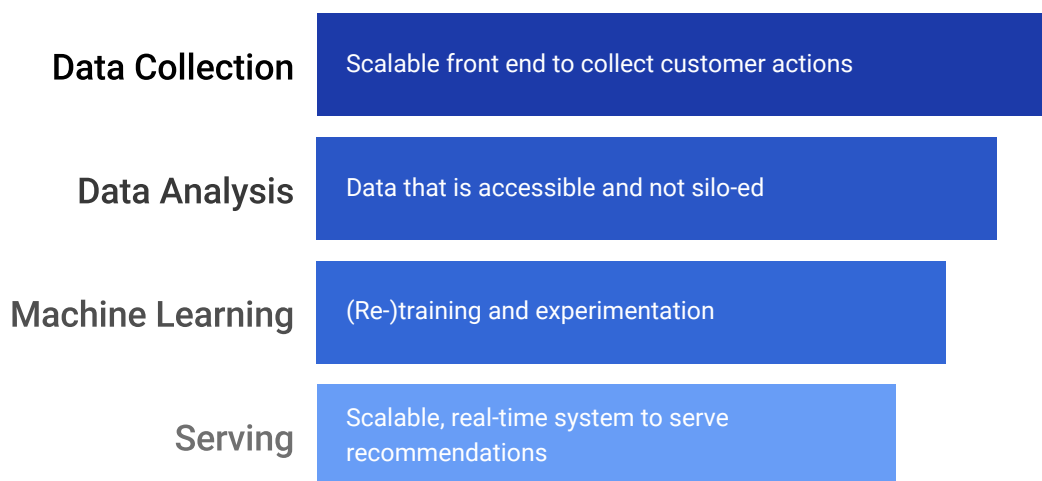 Data Collection
Scalable front end to collect customer actions
Data Analysis
Data that is accessible and not silo-ed
Machine Learning
(Re-)training and experimentation
Serving
Scalable, real-time system to serve
recommendations